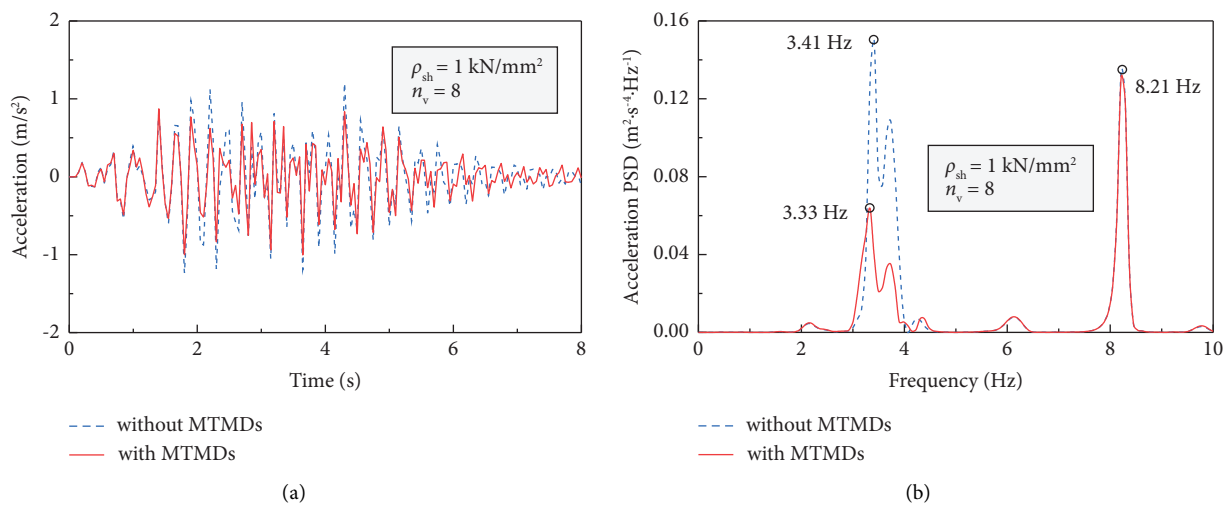 2
1
0
-1
-2
Acceleration (m/s²)
ρsh = 1 kN/mm²
nv = 8
0
2
4
6
8
Time (s)
without MTMDs
with MTMDs
(a)
0.16
0.12
0.08
0.04
0.00
Acceleration PSD (m²·s⁻⁴·Hz⁻¹)
3.41 Hz
8.21 Hz
ρsh = 1 kN/mm²
nv = 8
3.33 Hz
0
2
4
6
8
10
Frequency (Hz)
without MTMDs
with MTMDs
(b)